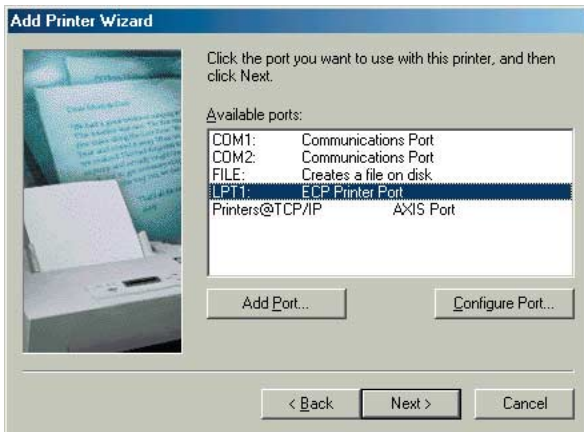 Add Printer Wizard
Click the port you want to use with this printer, and then
click Next.
Available ports:
COM1: Communications Port
COM2: Communications Port
FILE: Creates a file on disk
LPT1: ECP Printer Port
Printers@TCP/IP AXIS Port
Add Port...
Configure Port...
< Back
Next >
Cancel